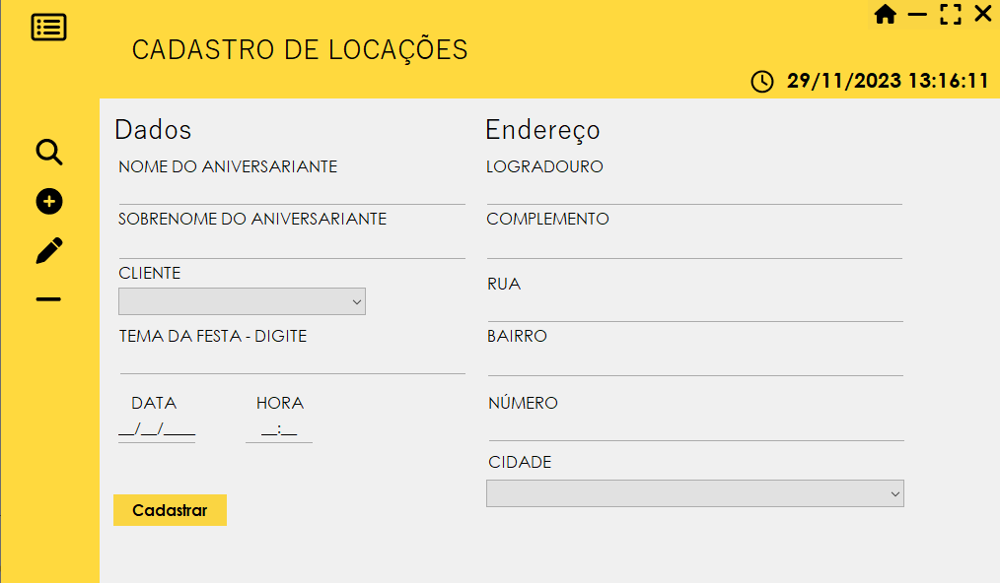 CADASTRO DE LOCAÇÕES
29/11/2023 13:16:11
Dados
NOME DO ANIVERSARIANTE
SOBRENOME DO ANIVERSARIANTE
CLIENTE
TEMA DA FESTA - DIGITE
DATA
__/__/____
HORA
__:__
Cadastrar
Endereço
LOGRADOURO
COMPLEMENTO
RUA
BAIRRO
NÚMERO
CIDADE